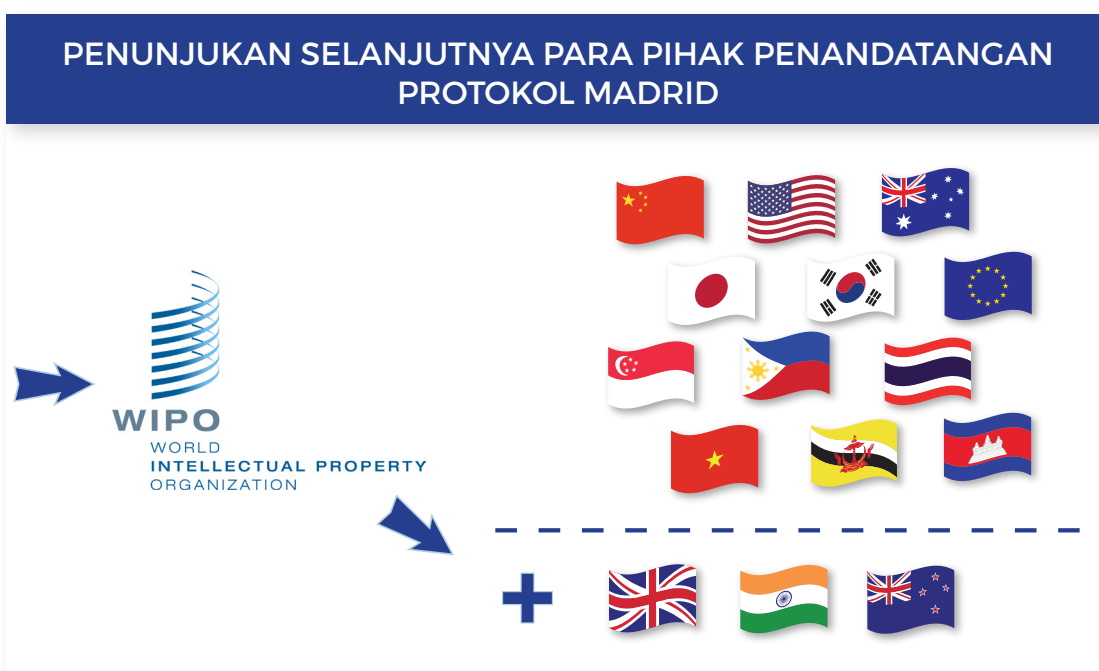 PENUNJUKAN SELANJUTNYA PARA PIHAK PENANDATANGAN
PROTOKOL MADRID
WIPO
WORLD
INTELLECTUAL PROPERTY
ORGANIZATION